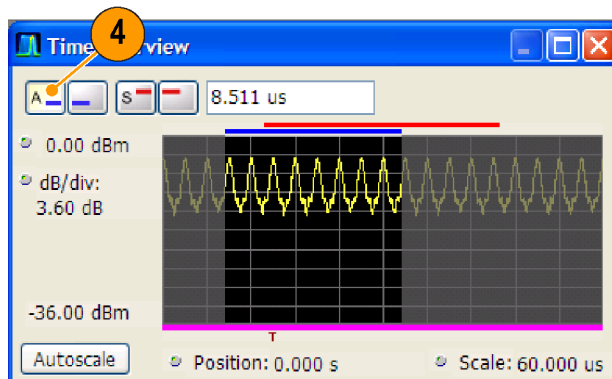 4
Time view
A S 8.511 us
0.00 dBm
dB/div:
3.60 dB
-36.00 dBm
T
Autoscale Position: 0.000 s Scale: 60.000 us